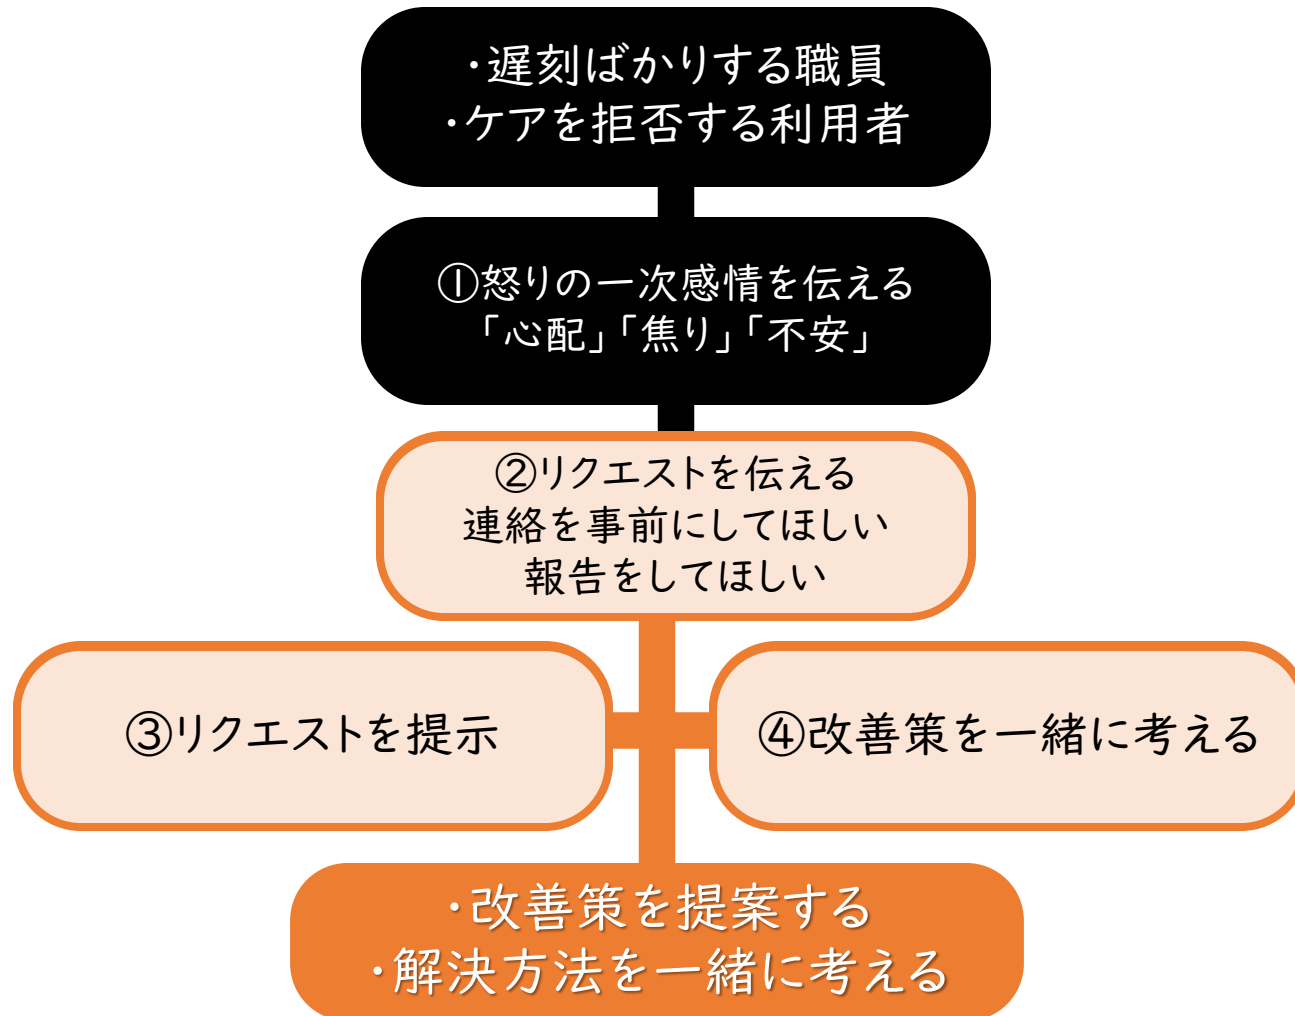 ・遅刻ばかりする職員
・ケアを拒否する利用者
①怒りの一次感情を伝える
「心配」「焦り」「不安」
②リクエストを伝える
連絡を事前にしてほしい
報告をしてほしい
③リクエストを提示
④改善策を一緒に考える
・改善策を提案する
・解決方法を一緒に考える